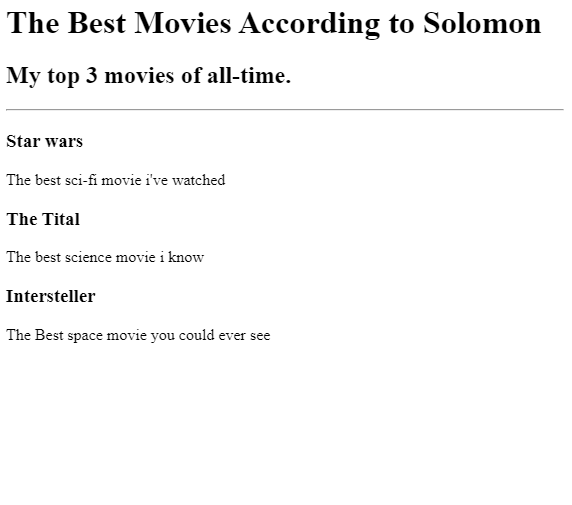 The Best Movies According to Solomon
My top 3 movies of all-time.
Star wars
The best sci-fi movie i've watched
The Tital
The best science movie i know
Intersteller
The Best space movie you could ever see